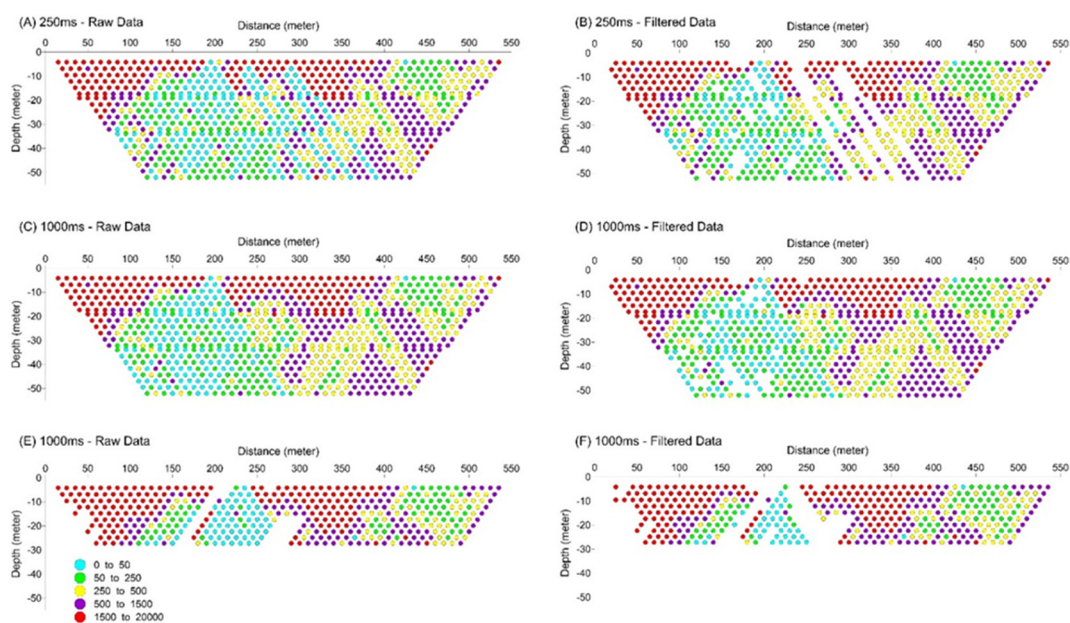 (A) 250ms - Raw Data
Distance (meter)
0 50 100 150 200 250 300 350 400 450 500 550
Depth (meter)
0
-10
-20
-30
-40
-50
(B) 250ms - Filtered Data
Distance (meter)
0 50 100 150 200 250 300 350 400 450 500 550
Depth (meter)
0
-10
-20
-30
-40
-50
(C) 1000ms - Raw Data
Distance (meter)
0 50 100 150 200 250 300 350 400 450 500 550
Depth (meter)
0
-10
-20
-30
-40
-50
(D) 1000ms - Filtered Data
Distance (meter)
0 50 100 150 200 250 300 350 400 450 500 550
Depth (meter)
0
-10
-20
-30
-40
-50
(E) 1000ms - Raw Data
Distance (meter)
0 50 100 150 200 250 300 350 400 450 500 550
Depth (meter)
0
-10
-20
-30
-40
-50
0 to 50
50 to 250
250 to 500
500 to 1500
1500 to 20000
(F) 1000ms - Filtered Data
Distance (meter)
0 50 100 150 200 250 300 350 400 450 500 550
Depth (meter)
0
-10
-20
-30
-40
-50